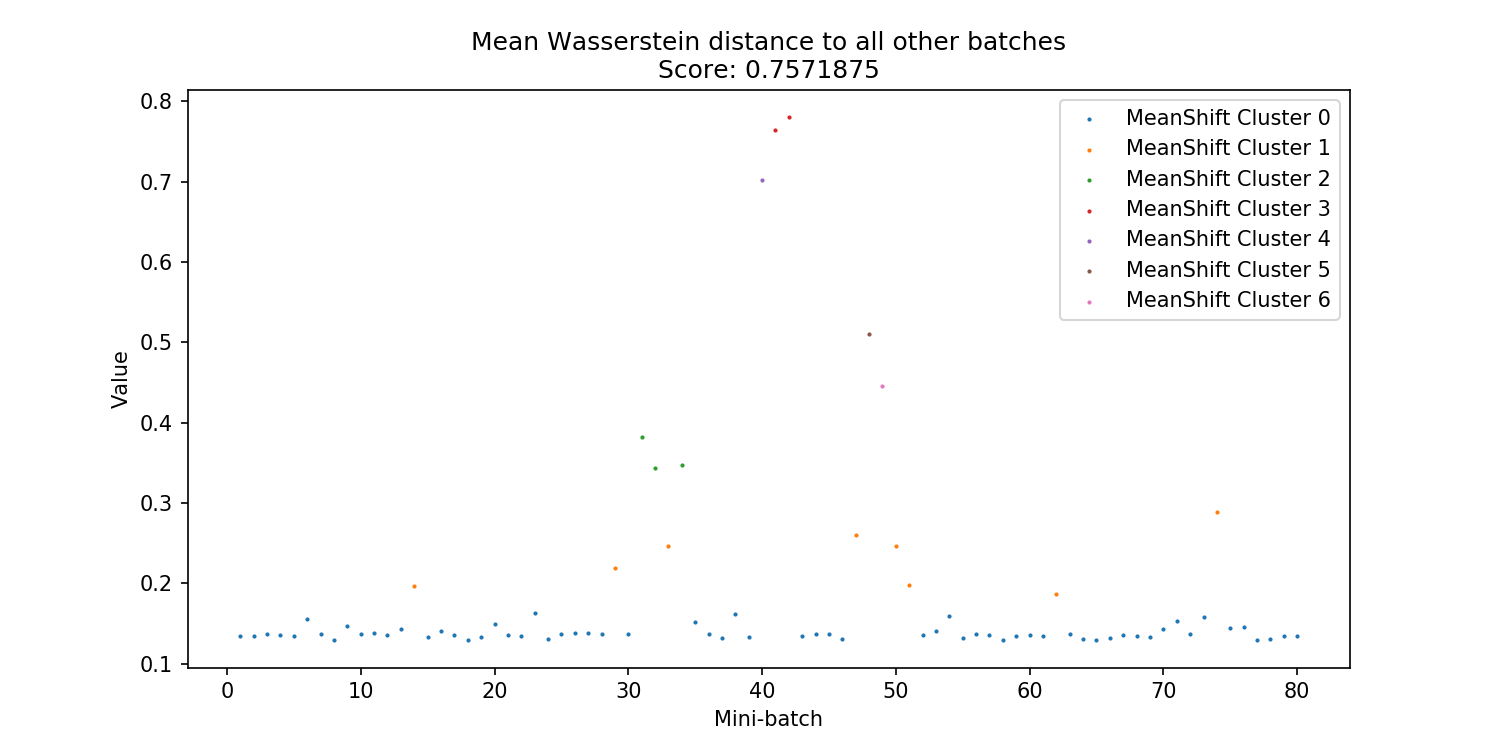 Mean Wasserstein distance to all other batches
Score: 0.7571875
0.8
0.7
0.6
0.5
0.4
0.3
0.2
0.1
Value
0 10 20 30 40 50 60 70 80
Mini-batch
MeanShift Cluster 0
MeanShift Cluster 1
MeanShift Cluster 2
MeanShift Cluster 3
MeanShift Cluster 4
MeanShift Cluster 5
MeanShift Cluster 6